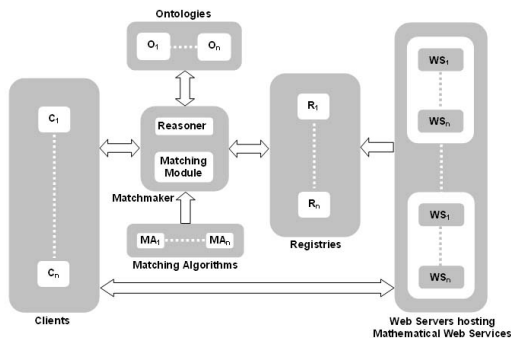 Ontologies
O1 On
C1
Cn
Clients
Reasoner
Matching
Module
Matchmaker
MA1 MAn
Matching Algorithms
R1
Rn
Registries
WS1
WSn
WS1
WSn
Web Servers hosting
Mathematical Web Services